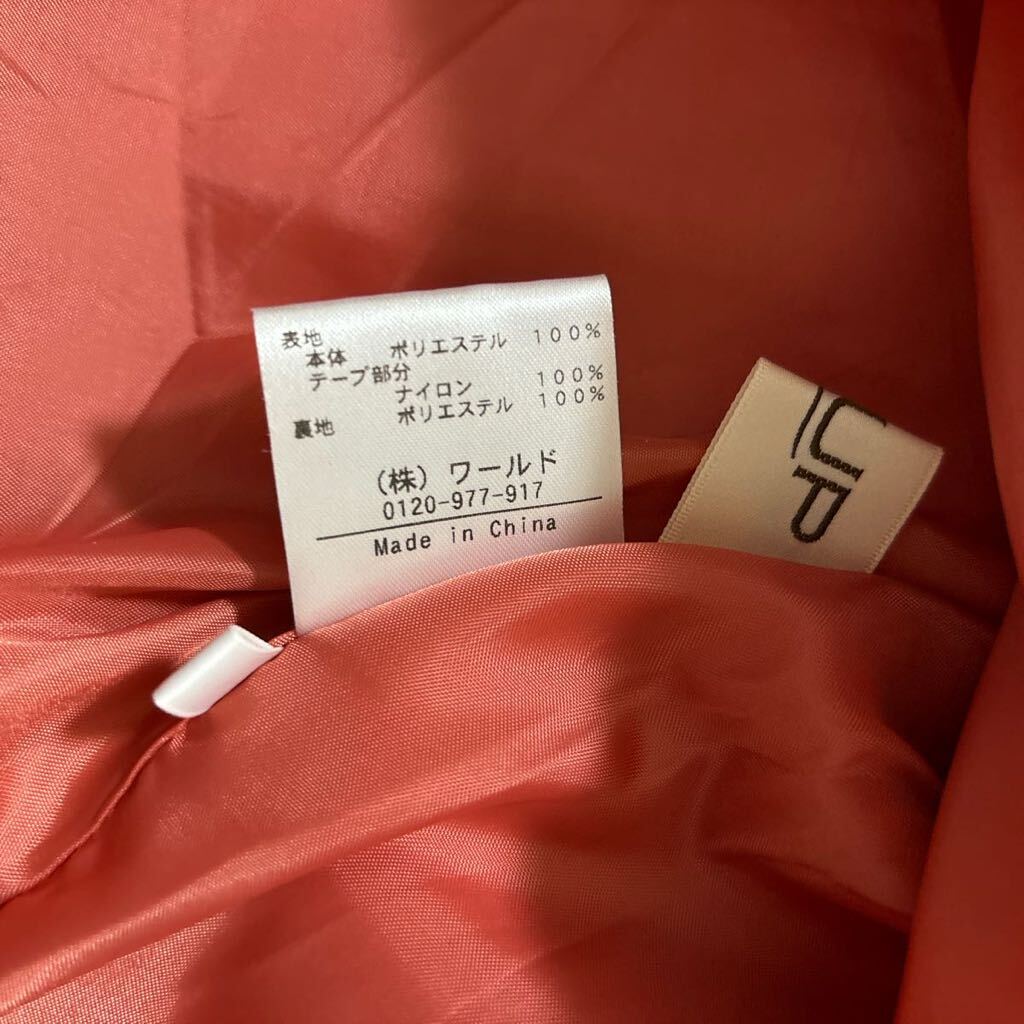 表地
本体 ポリエステル 100%
テープ部分
ナイロン 100%
裏地 ポリエステル 100%
(株) ワールド
0120-977-917
Made in China